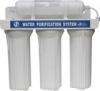 WATER PURIFICATION SYSTEM